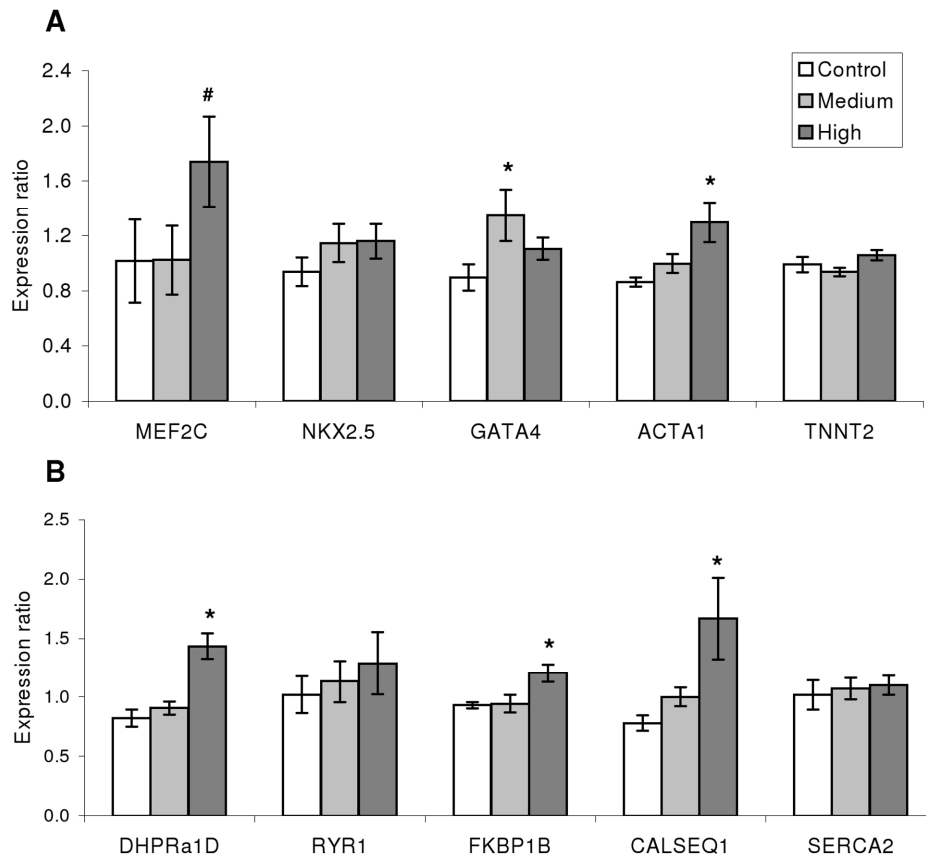 A
Control
Medium
High
Expression ratio
2.4
2.0
1.6
1.2
0.8
0.4
0.0
#
*
*
MEF2C NKX2.5 GATA4 ACTA1 TNNT2
B
Expression ratio
2.5
2.0
1.5
1.0
0.5
0.0
*
*
*
DHPRa1D RYR1 FKBP1B CALSEQ1 SERCA2